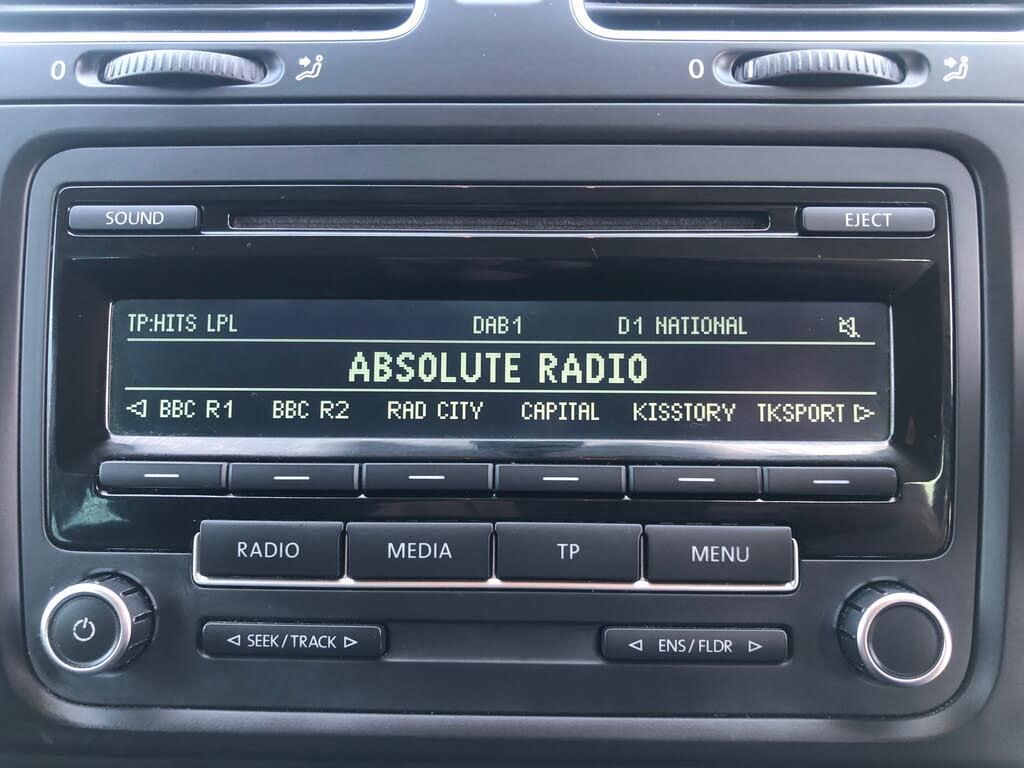 0 0
SOUND EJECT
TP:HITS LPL DAB1 D1 NATIONAL
ABSOLUTE RADIO
BBC R1 BBC R2 RAD CITY CAPITAL KISSTORY TKSPORT
RADIO MEDIA TP MENU
SEEK/TRACK ENS/FLDR